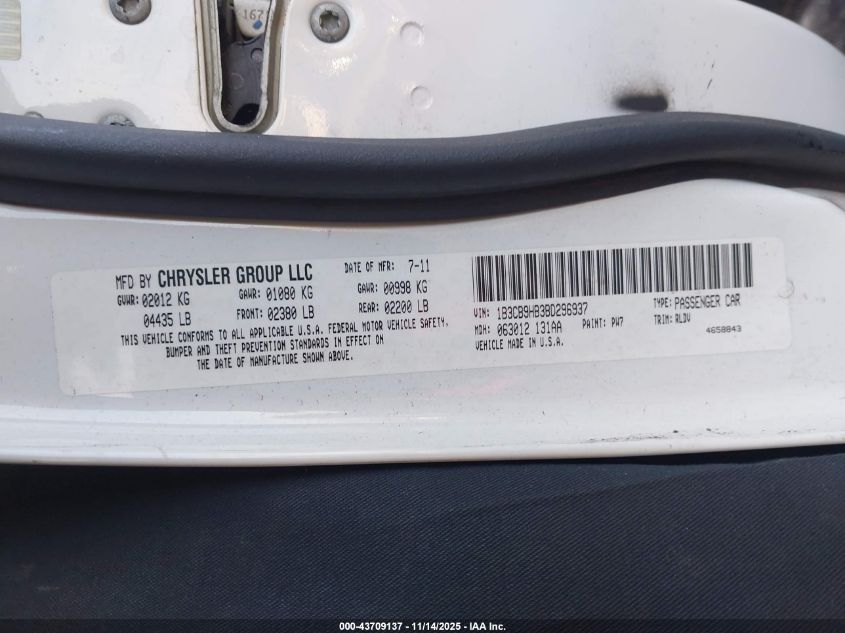 167
MFD BY CHRYSLER GROUP LLC DATE OF MFR: 7-11
GVWR: 02012 KG GAWR: 01080 KG GAWR: 00998 KG
04435 LB FRONT: 02380 LB REAR: 02200 LB
THIS VEHICLE CONFORMS TO ALL APPLICABLE U.S.A. FEDERAL MOTOR VEHICLE SAFETY,
BUMPER AND THEFT PREVENTION STANDARDS IN EFFECT ON
THE DATE OF MANUFACTURE SHOWN ABOVE.
VIN: 1B3CB9HB3BD296937 TYPE: PASSENGER CAR
MDH: 063012 131AA PAINT: PW7 TRIM: RLDV
VEHICLE MADE IN U.S.A. 4658843
000-43709137 - 11/14/2025 - IAA Inc.